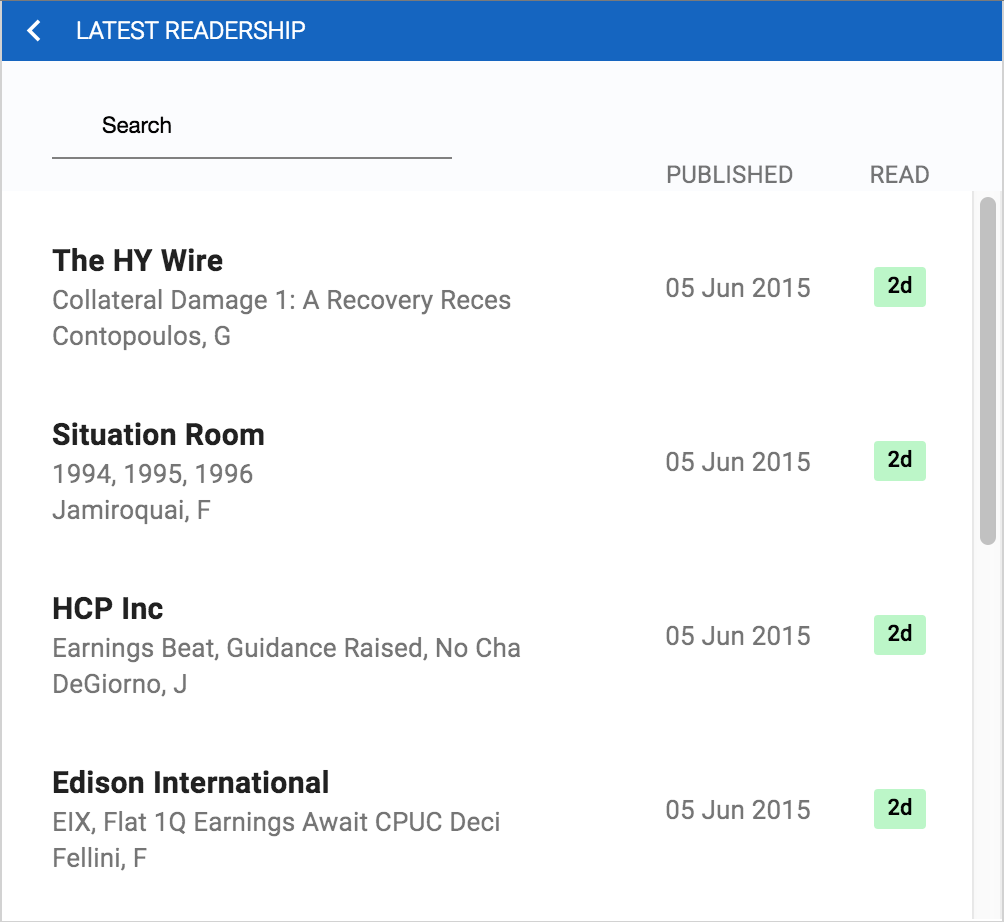 LATEST READERSHIP
Search
PUBLISHED READ
The HY Wire
Collateral Damage 1: A Recovery Reces
Contopoulos, G
05 Jun 2015 2d
Situation Room
1994, 1995, 1996
Jamiroquai, F
05 Jun 2015 2d
HCP Inc
Earnings Beat, Guidance Raised, No Cha
DeGiorno, J
05 Jun 2015 2d
Edison International
EIX, Flat 1Q Earnings Await CPUC Deci
Fellini, F
05 Jun 2015 2d